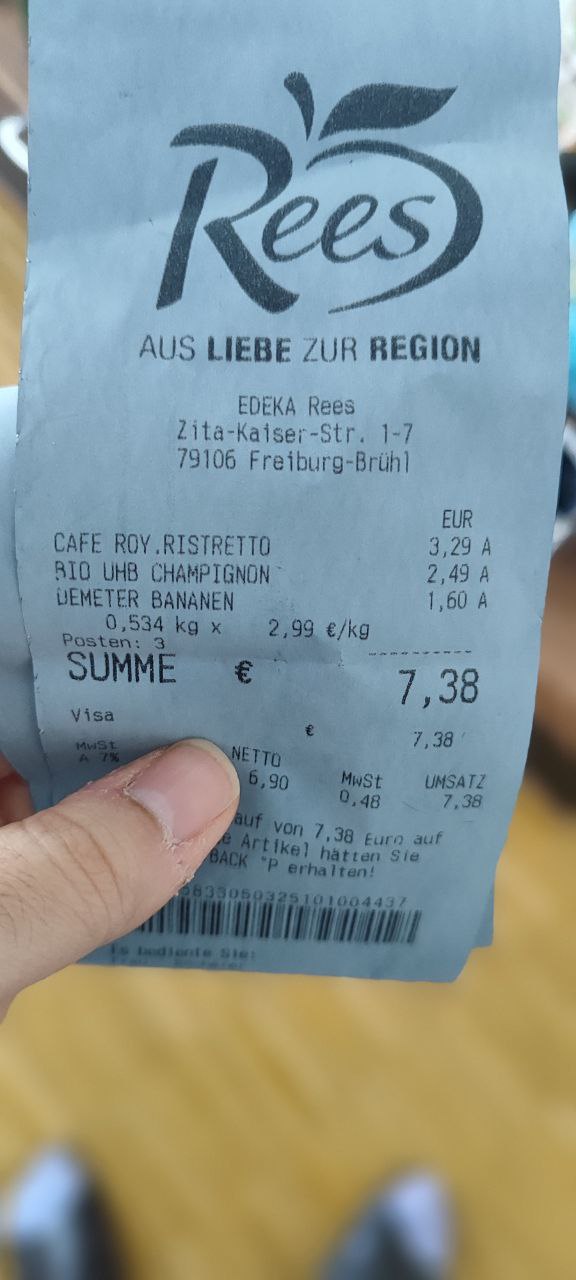 Rees
AUS LIEBE ZUR REGION
EDEKA Rees
Zita-Kaiser-Str. 1-7
79106 Freiburg-Brühl
EUR
CAFE ROY.RISTRETTO 3,29 A
BIO UHB CHAMPIGNON 2,49 A
DEMETER BANANEN 1,60 A
0,534 kg x 2,99 €/kg
Posten: 3
SUMME € 7,38
Visa € 7,38
MwSt NETTO MwSt UMSATZ
A 7% 6,90 0,48 7,38
auf von 7,38 Euro auf
Artikel hätten Sie
BACK °P erhalten!
Es bediente Sie: